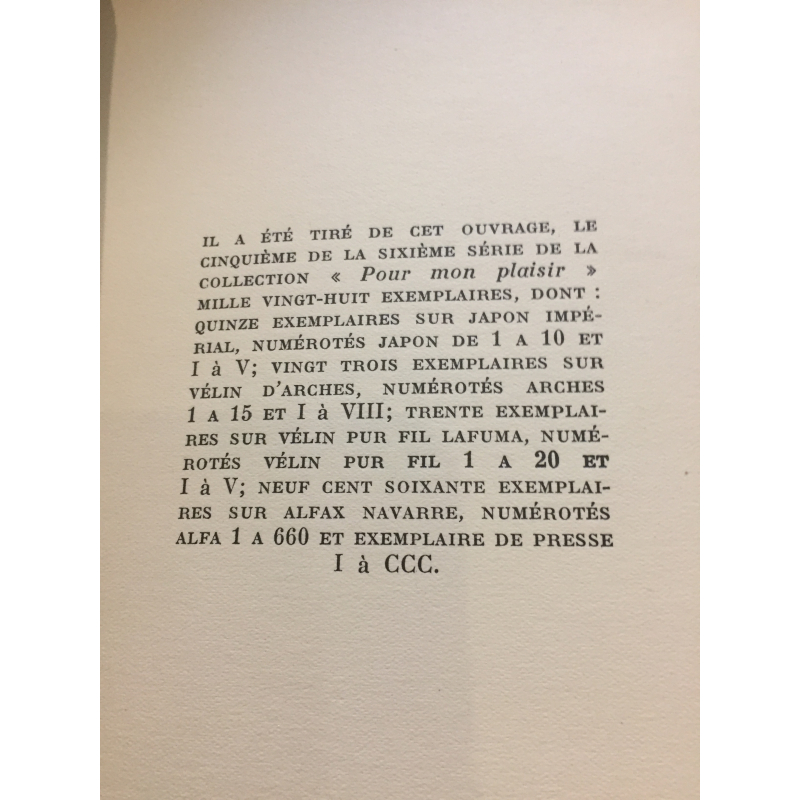 IL A ÉTÉ TIRÉ DE CET OUVRAGE, LE
CINQUIÈME DE LA SIXIÈME SÉRIE DE LA
COLLECTION « Pour mon plaisir »
MILLE VINGT-HUIT EXEMPLAIRES, DONT :
QUINZE EXEMPLAIRES SUR JAPON IMPÉ-
RIAL, NUMÉROTÉS JAPON DE 1 A 10 ET
I à V; VINGT TROIS EXEMPLAIRES SUR
VÉLIN D'ARCHES, NUMÉROTÉS ARCHES
1 A 15 ET I à VIII; TRENTE EXEMPLAI-
RES SUR VÉLIN PUR FIL LAFUMA, NUMÉ-
ROTÉS VÉLIN PUR FIL 1 A 20 ET
I à V; NEUF CENT SOIXANTE EXEMPLAI-
RES SUR ALFAX NAVARRE, NUMÉROTÉS
ALFA 1 A 660 ET EXEMPLAIRE DE PRESSE
I à CCC.